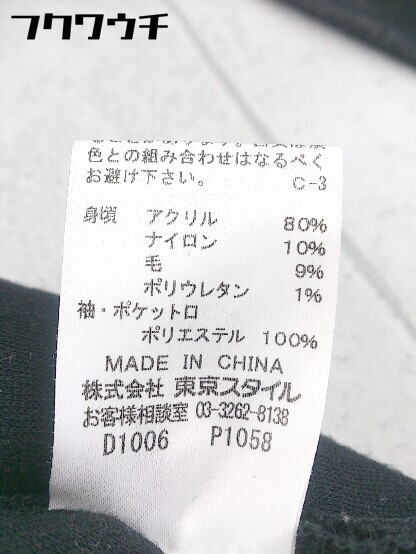 フクワウチ
色との組み合わせはなるべく
お避け下さい。 C-3
身頃 アクリル 80%
ナイロン 10%
毛 9%
ポリウレタン 1%
袖・ポケット口
ポリエステル 100%
MADE IN CHINA
株式会社 東京スタイル
お客様相談室 03-3262-8138
D1006 P1058